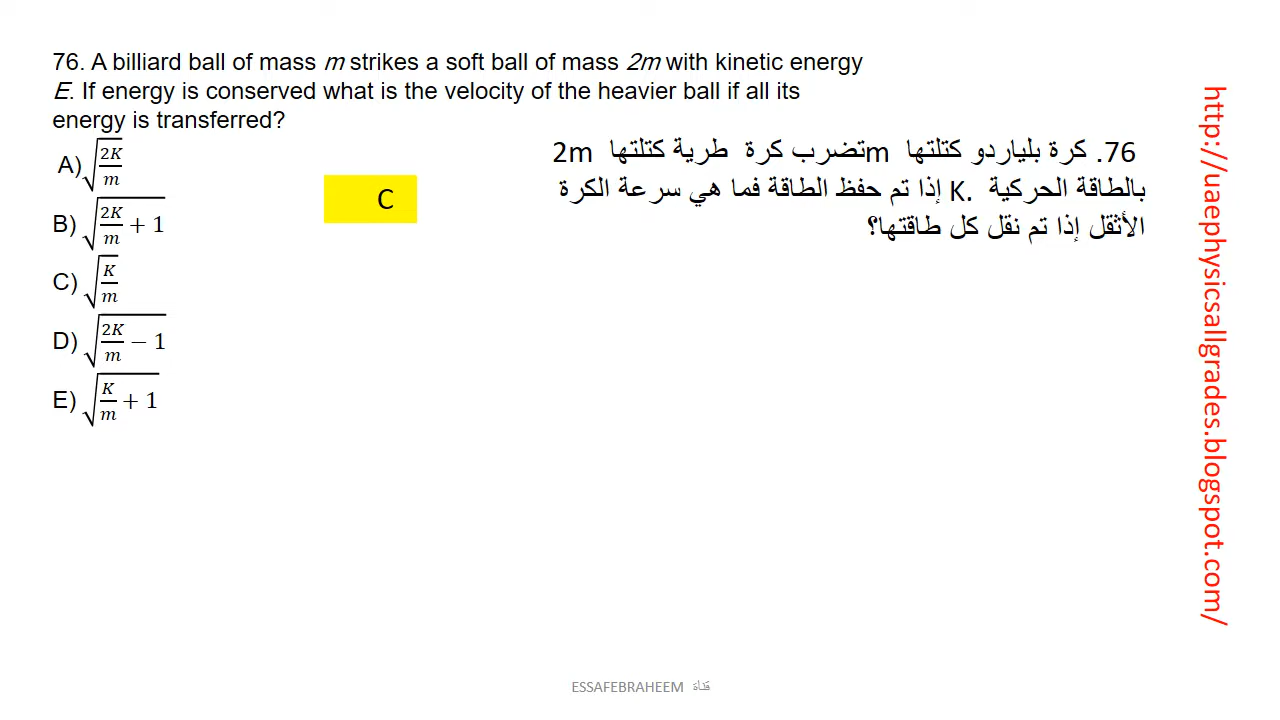 76. A billiard ball of mass m strikes a soft ball of mass 2m with kinetic energy
E. If energy is conserved what is the velocity of the heavier ball if all its
energy is transferred?
A) √(2K/m)
B) √(2K/m + 1)
C) √(K/m)
D) √(2K/m − 1)
E) √(K/m + 1)
C
76. كرة بلياردو كتلتها m تضرب كرة طرية كتلتها 2m
بالطاقة الحركية K. إذا تم حفظ الطاقة فما هي سرعة الكرة
الأثقل إذا تم نقل كل طاقتها؟
http://uaephysicsallgrades.blogspot.com/
ESSAFEBRAHEEM قناة